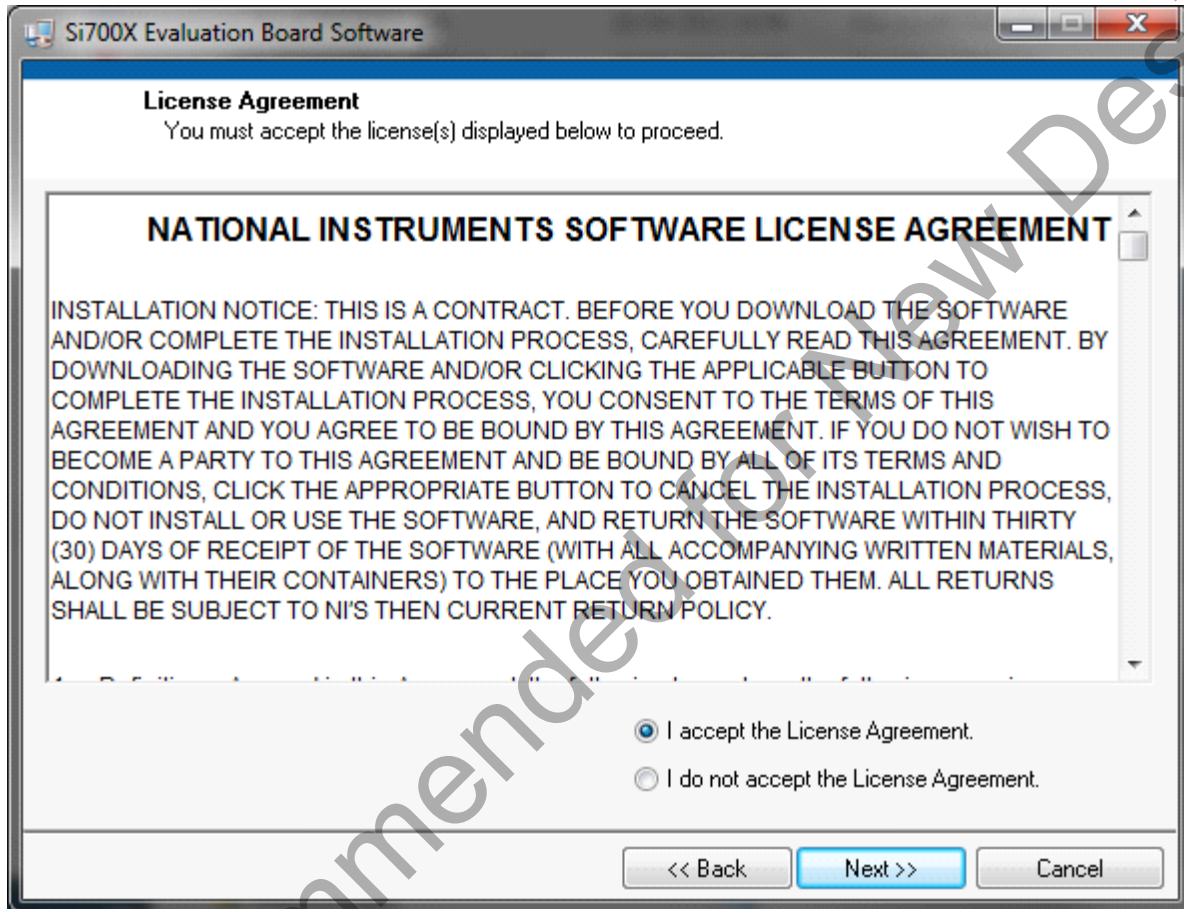 Si700X Evaluation Board Software
License Agreement
You must accept the license(s) displayed below to proceed.
NATIONAL INSTRUMENTS SOFTWARE LICENSE AGREEMENT
INSTALLATION NOTICE: THIS IS A CONTRACT. BEFORE YOU DOWNLOAD THE SOFTWARE
AND/OR COMPLETE THE INSTALLATION PROCESS, CAREFULLY READ THIS AGREEMENT. BY
DOWNLOADING THE SOFTWARE AND/OR CLICKING THE APPLICABLE BUTTON TO
COMPLETE THE INSTALLATION PROCESS, YOU CONSENT TO THE TERMS OF THIS
AGREEMENT AND YOU AGREE TO BE BOUND BY THIS AGREEMENT. IF YOU DO NOT WISH TO
BECOME A PARTY TO THIS AGREEMENT AND BE BOUND BY ALL OF ITS TERMS AND
CONDITIONS, CLICK THE APPROPRIATE BUTTON TO CANCEL THE INSTALLATION PROCESS,
DO NOT INSTALL OR USE THE SOFTWARE, AND RETURN THE SOFTWARE WITHIN THIRTY
(30) DAYS OF RECEIPT OF THE SOFTWARE (WITH ALL ACCOMPANYING WRITTEN MATERIALS,
ALONG WITH THEIR CONTAINERS) TO THE PLACE YOU OBTAINED THEM. ALL RETURNS
SHALL BE SUBJECT TO NI'S THEN CURRENT RETURN POLICY.
I accept the License Agreement.
I do not accept the License Agreement.
<< Back
Next >>
Cancel
mmended for New Des